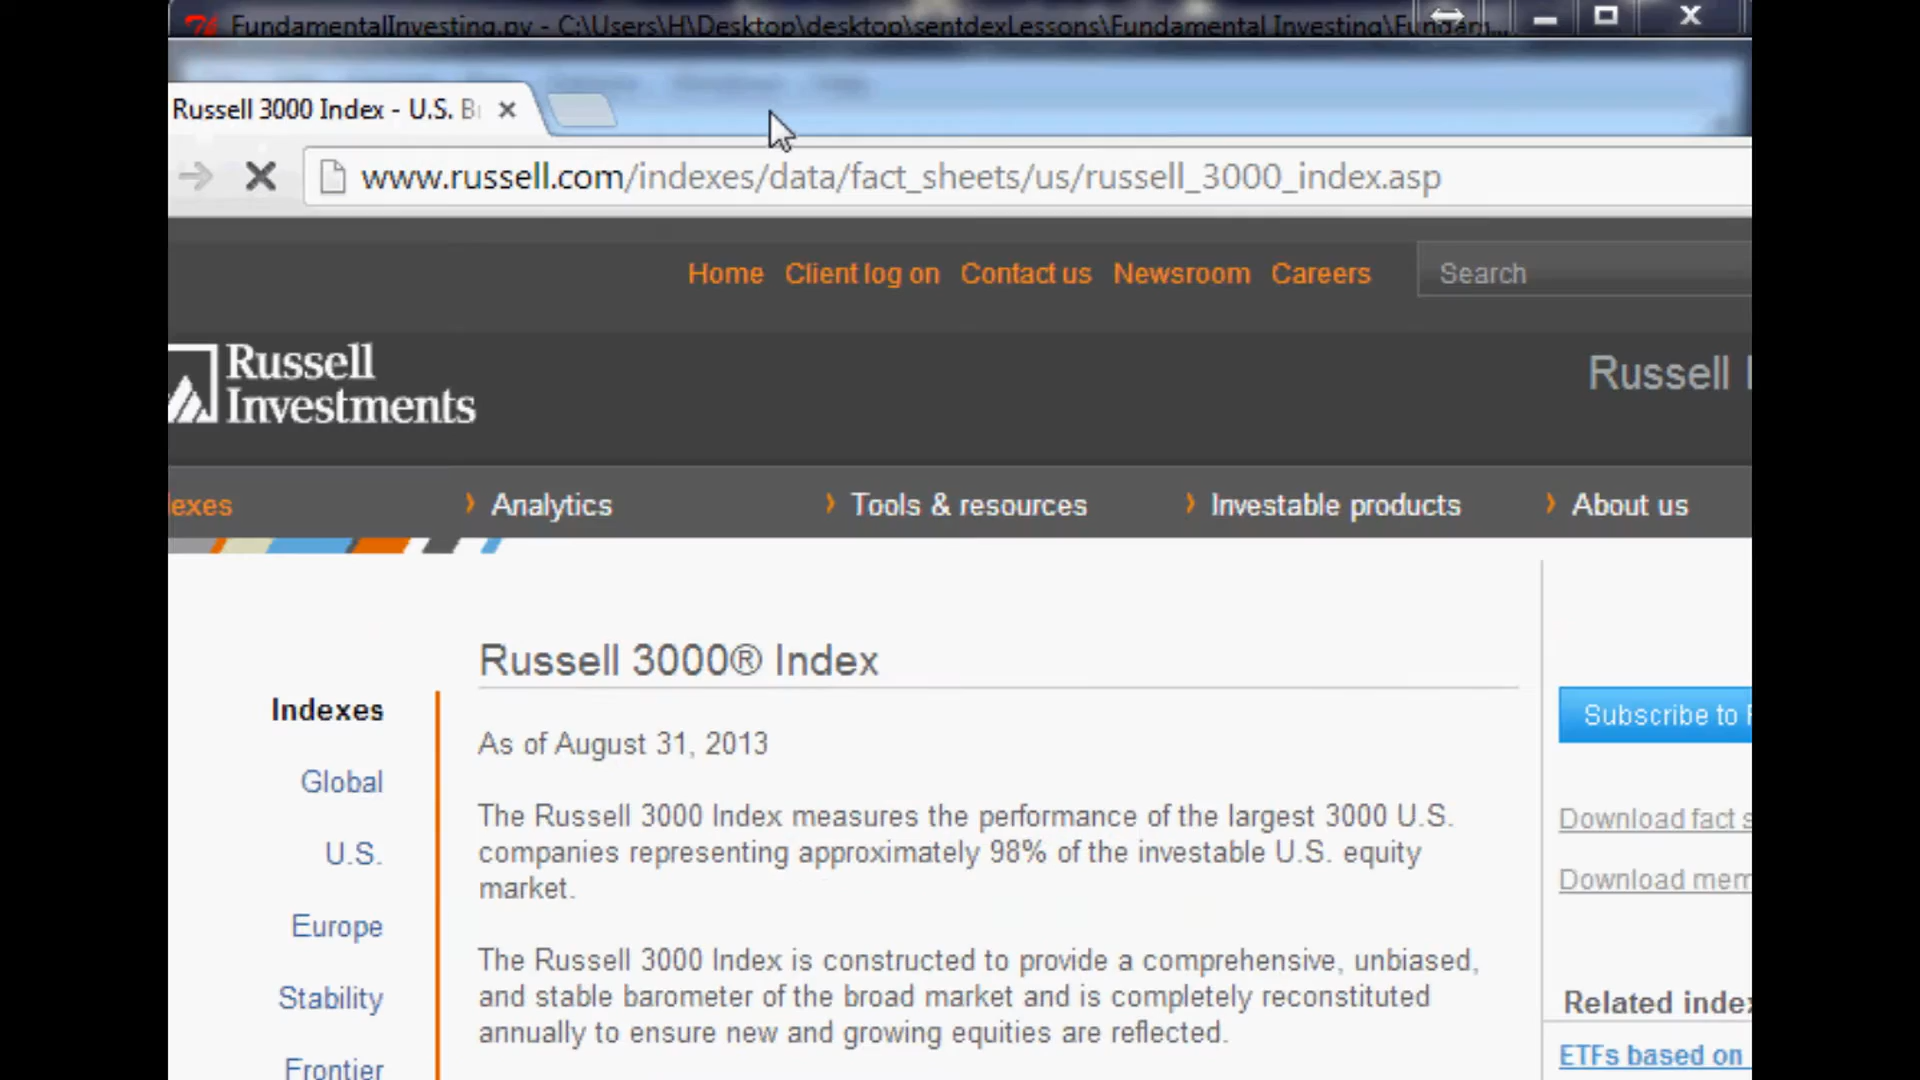 FundamentalInvesting.py - C:\Users\H\Desktop\desktop\sentdexLessons\Fundamental Investing\Fundam...
Russell 3000 Index - U.S.
www.russell.com/indexes/data/fact_sheets/us/russell_3000_index.asp
Home Client log on Contact us Newsroom Careers Search
Russell
Investments
Russell
exes › Analytics › Tools & resources › Investable products › About us
Russell 3000® Index
Indexes
Global
U.S.
Europe
Stability
Frontier
As of August 31, 2013
The Russell 3000 Index measures the performance of the largest 3000 U.S.
companies representing approximately 98% of the investable U.S. equity
market.
The Russell 3000 Index is constructed to provide a comprehensive, unbiased,
and stable barometer of the broad market and is completely reconstituted
annually to ensure new and growing equities are reflected.
Subscribe to
Download fact s
Download mem
Related index
ETFs based on